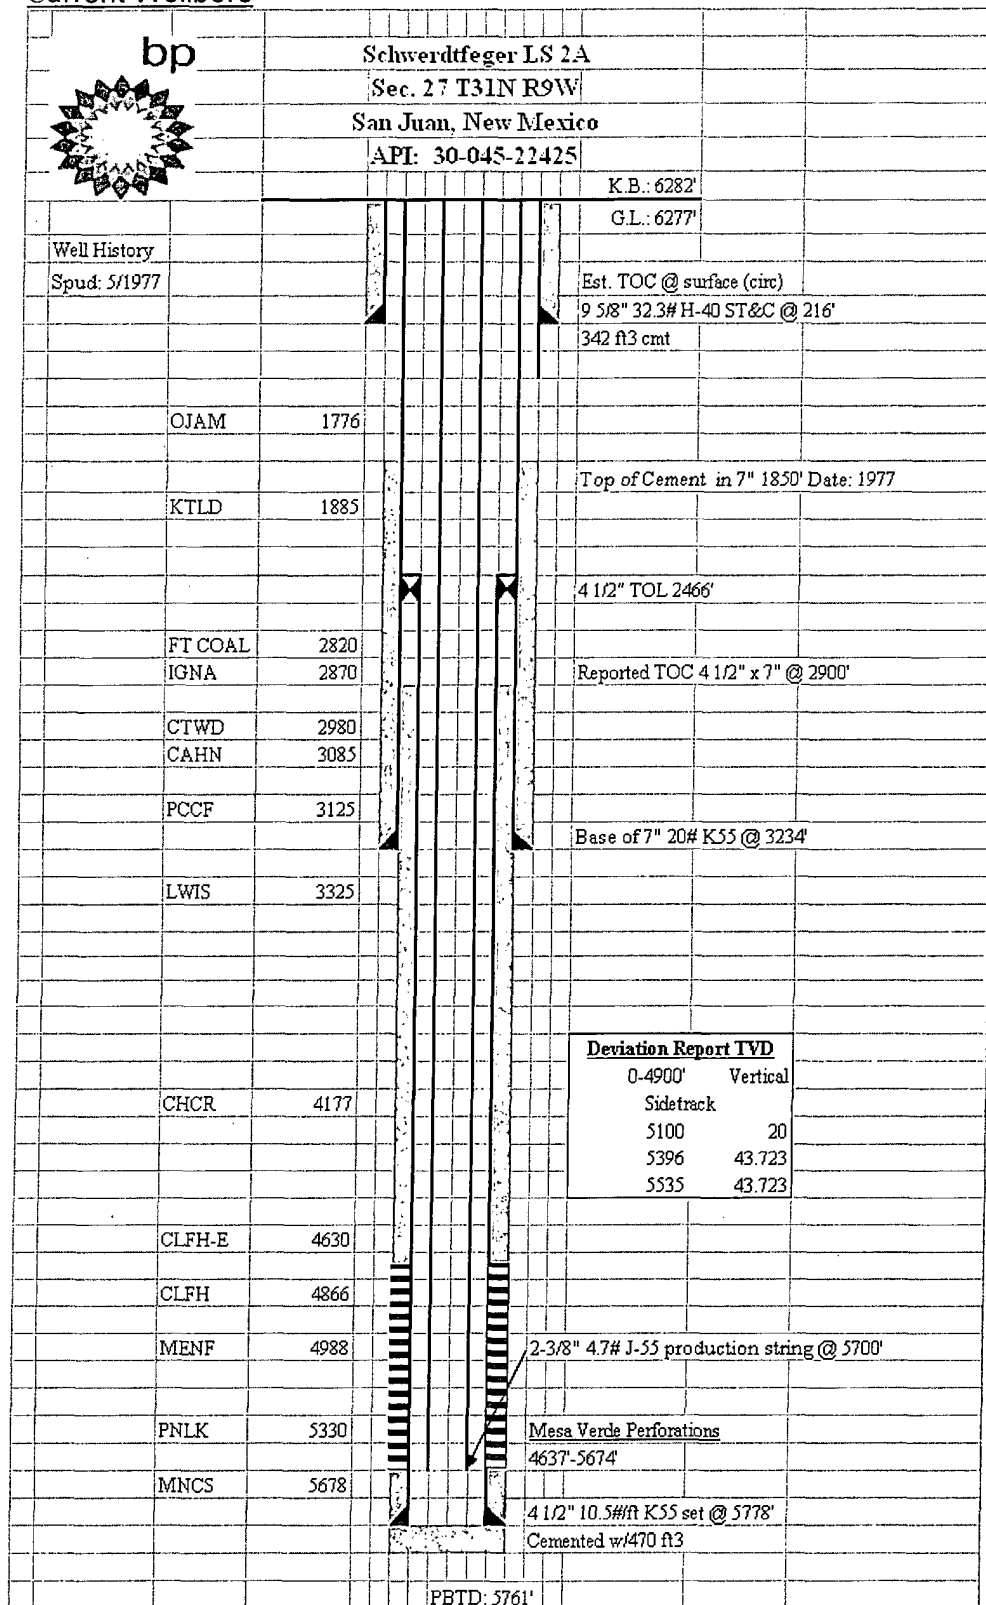 Current Wellbore
bp
Schwerdtfeger LS 2A
Sec. 27 T31N R9W
San Juan, New Mexico
API: 30-045-22425
K.B.: 6282'
G.L.: 6277'
Well History
Spud: 5/1977
Est. TOC @ surface (circ)
9 5/8" 32.3# H-40 ST&C @ 216'
342 ft3 cmt
OJAM 1776
Top of Cement in 7" 1850' Date: 1977
KTLD 1885
4 1/2" TOL 2466'
FT COAL 2820
IGNA 2870
Reported TOC 4 1/2" x 7" @ 2900'
CTWD 2980
CAHN 3085
PCCF 3125
Base of 7" 20# K55 @ 3234'
LWIS 3325
Deviation Report TVD
0-4900' Vertical
Sidetrack
5100 20
5396 43.723
5535 43.723
CHCR 4177
CLFH-E 4630
CLFH 4866
MENF 4988
2-3/8" 4.7# J-55 production string @ 5700'
PNLK 5330
Mesa Verde Perforations
4637'-5674'
MNCS 5678
4 1/2" 10.5#/ft K55 set @ 5778'
Cemented w/470 ft3
PBTD: 5761'